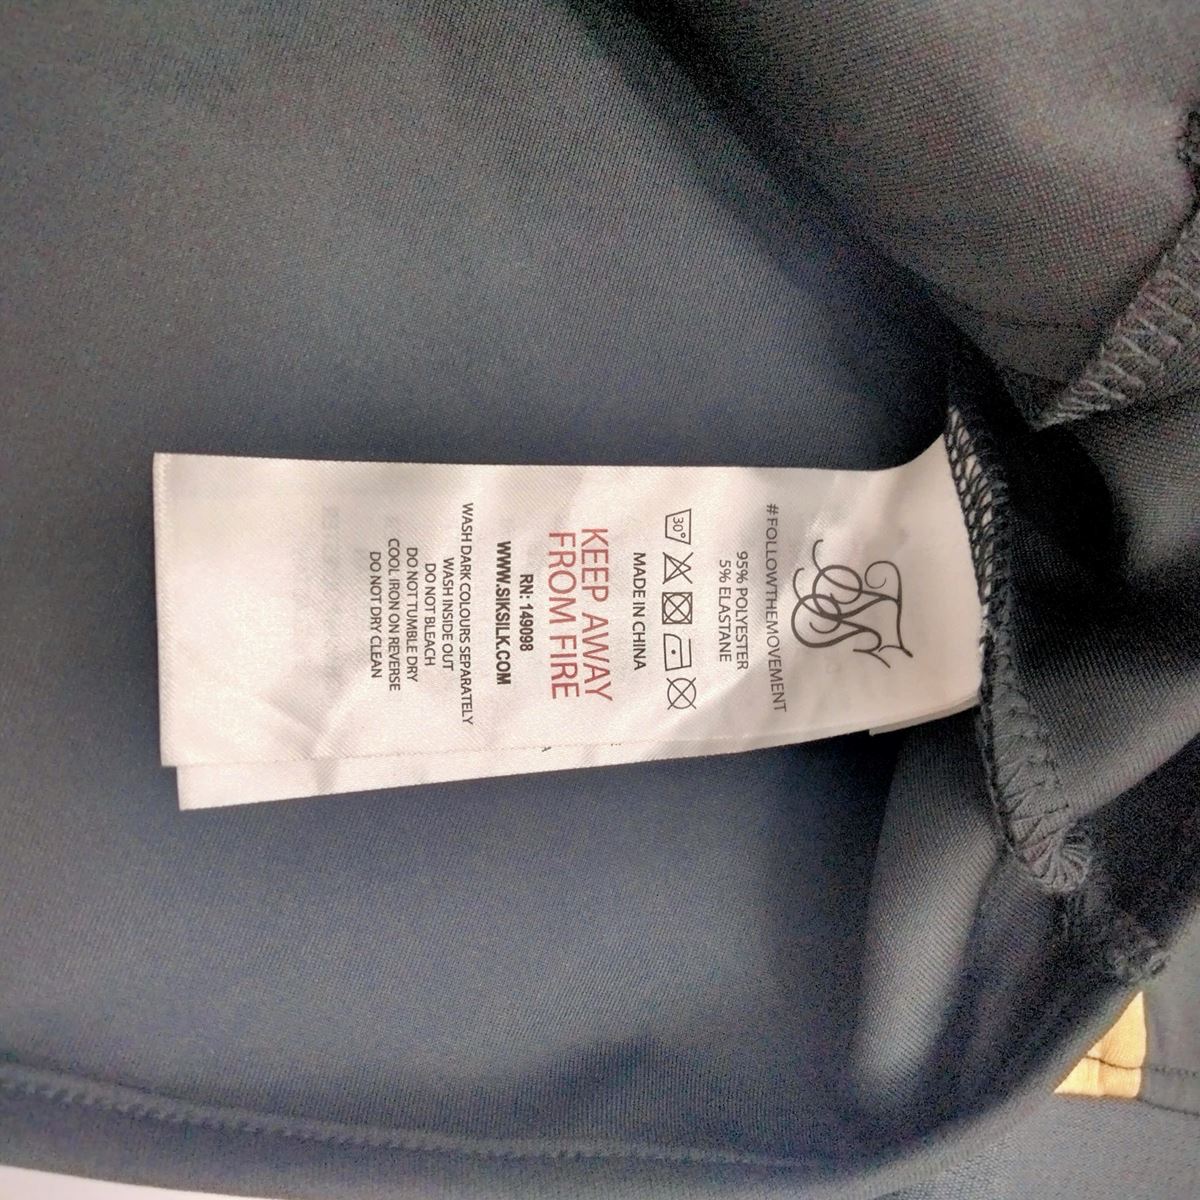 #FOLLOWTHEMOVEMENT
95% POLYESTER
5% ELASTANE
30°
MADE IN CHINA
KEEP AWAY
FROM FIRE
RN: 149098
WWW.SIKSILK.COM
WASH DARK COLOURS SEPARATELY
WASH INSIDE OUT
DO NOT BLEACH
DO NOT TUMBLE DRY
COOL IRON ON REVERSE
DO NOT DRY CLEAN